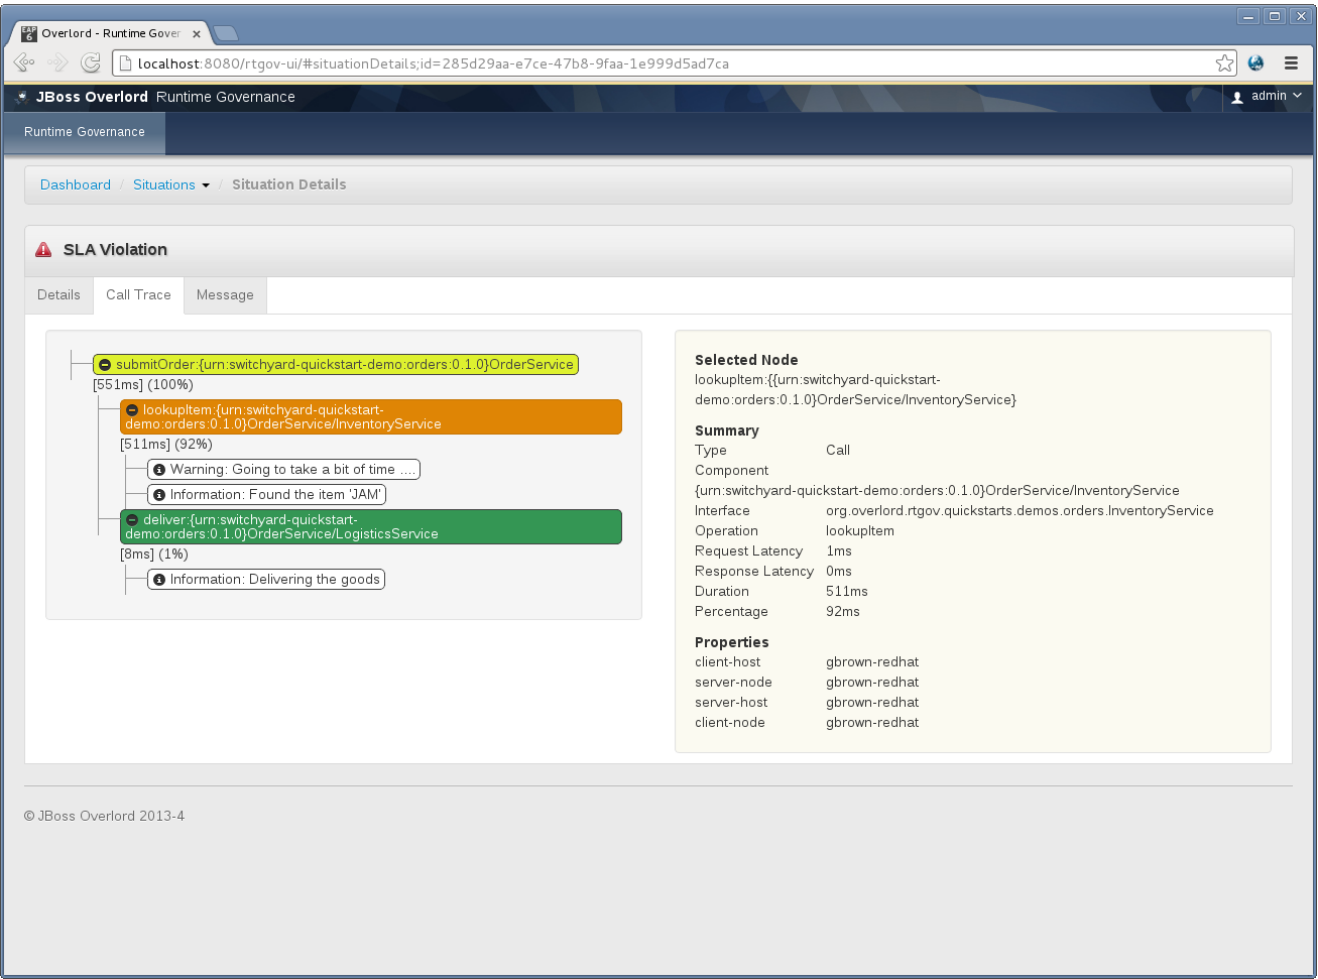 EAP 6 Overlord - Runtime Gover
localhost:8080/rtgov-ui/#situationDetails;id=285d29aa-e7ce-47b8-9faa-1e999d5ad7ca
JBoss Overlord Runtime Governance
admin
Runtime Governance
Dashboard / Situations / Situation Details
SLA Violation
Details
Call Trace
Message
submitOrder:{urn:switchyard-quickstart-demo:orders:0.1.0}OrderService
[551ms] (100%)
lookupItem:{urn:switchyard-quickstart-
demo:orders:0.1.0}OrderService/InventoryService
[511ms] (92%)
Warning: Going to take a bit of time ....
Information: Found the item 'JAM'
deliver:{urn:switchyard-quickstart-
demo:orders:0.1.0}OrderService/LogisticsService
[8ms] (1%)
Information: Delivering the goods
Selected Node
lookupItem:{{urn:switchyard-quickstart-
demo:orders:0.1.0}OrderService/InventoryService}
Summary
Type Call
Component
{urn:switchyard-quickstart-demo:orders:0.1.0}OrderService/InventoryService
Interface org.overlord.rtgov.quickstarts.demos.orders.InventoryService
Operation lookupItem
Request Latency 1ms
Response Latency 0ms
Duration 511ms
Percentage 92ms
Properties
client-host gbrown-redhat
server-node gbrown-redhat
server-host gbrown-redhat
client-node gbrown-redhat
© JBoss Overlord 2013-4